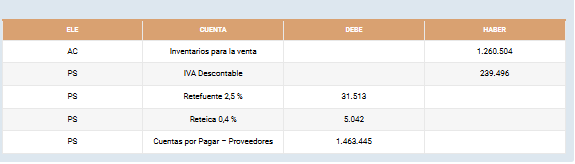 ELE CUENTA DEBE HABER
AC Inventarios para la venta 1.260.504
PS IVA Descontable 239.496
PS Retefuente 2,5 % 31.513
PS Reteica 0,4 % 5.042
PS Cuentas por Pagar – Proveedores 1.463.445